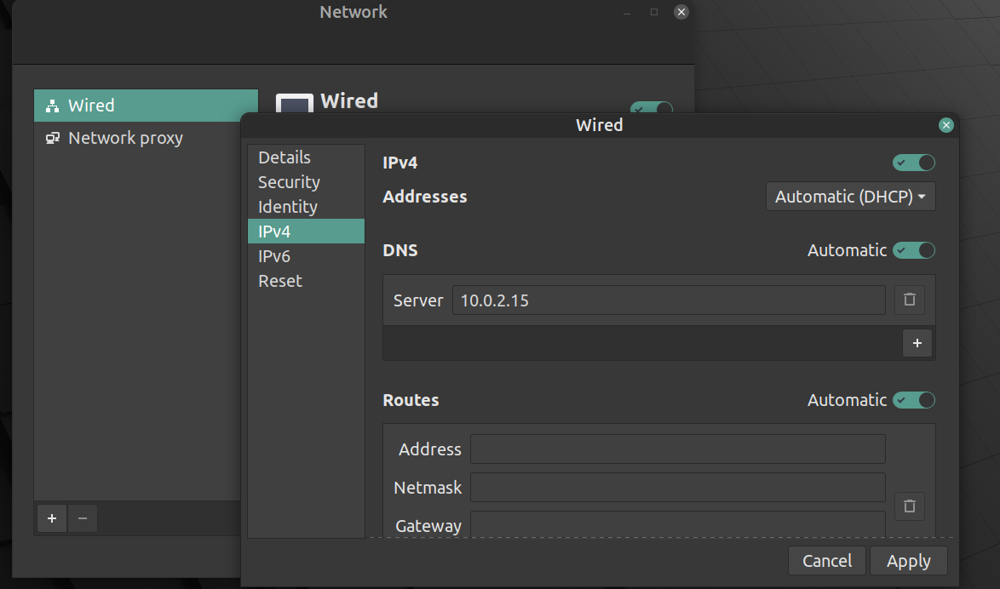 Network
Wired
Network proxy
Wired
Wired
Details
Security
Identity
IPv4
IPv6
Reset
IPv4
Addresses
Automatic (DHCP)
DNS
Automatic
Server
10.0.2.15
+
Routes
Automatic
Address
Netmask
Gateway
+ −
Cancel
Apply